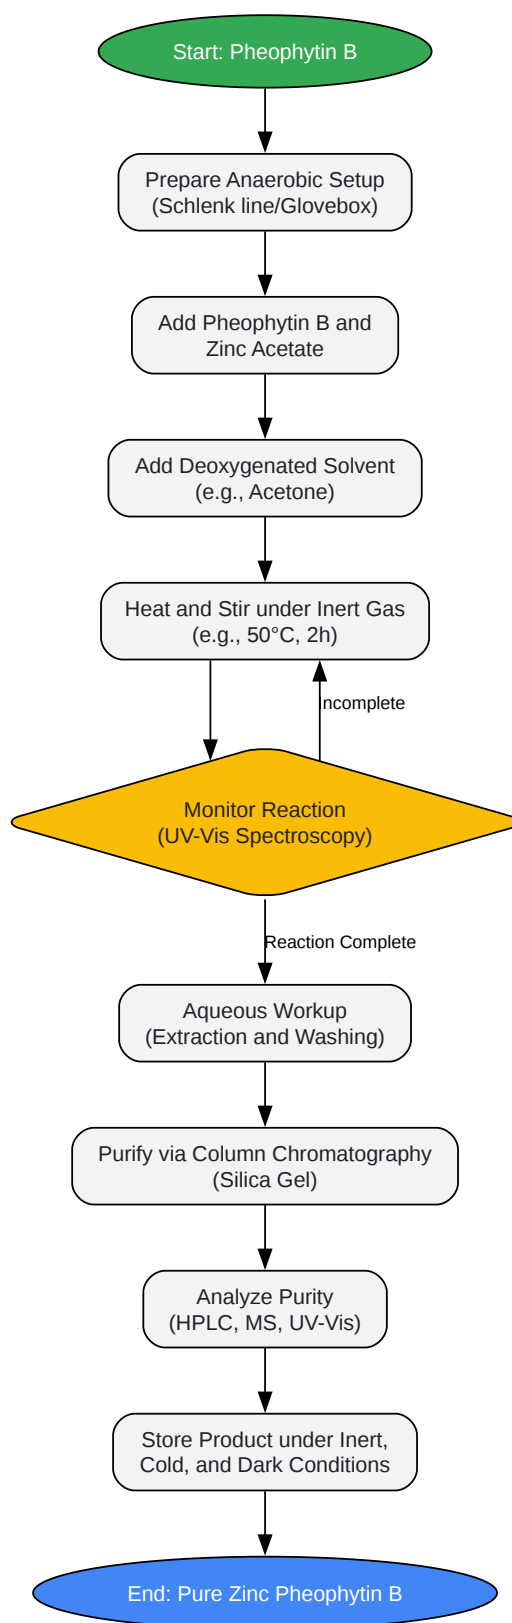 Start: Pheophytin B
Prepare Anaerobic Setup
(Schlenk line/Glovebox)
Add Pheophytin B and
Zinc Acetate
Add Deoxygenated Solvent
(e.g., Acetone)
Heat and Stir under Inert Gas
(e.g., 50°C, 2h)
Incomplete
Monitor Reaction
(UV-Vis Spectroscopy)
Reaction Complete
Aqueous Workup
(Extraction and Washing)
Purify via Column Chromatography
(Silica Gel)
Analyze Purity
(HPLC, MS, UV-Vis)
Store Product under Inert,
Cold, and Dark Conditions
End: Pure Zinc Pheophytin B